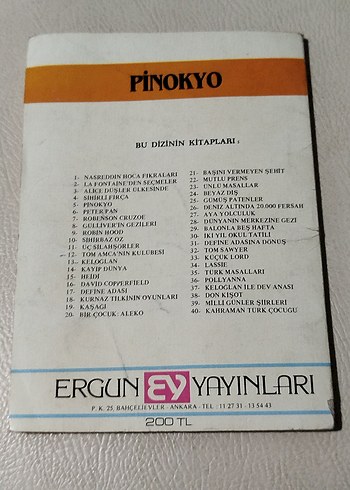 PİNOKYO
BU DİZİNİN KİTAPLARI :
1- NASREDDİN HOCA FIKRALARI
2- LA FONTAINE'DEN SEÇMELER
3- ALİCE DÜŞLER ÜLKESİNDE
4- SİHİRLİ FIRÇA
5- PİNOKYO
6- PETER PAN
7- ROBENSON CRUZOE
8- GULLİVER'İN GEZİLERİ
9- ROBİN HOOD
10- SİHİRBAZ OZ
11- ÜÇ SİLAHŞORLER
12- TOM AMCA'NIN KULUBESİ
13- KELOGLAN
14- KAYIP DÜNYA
15- HEİDİ
16- DAVID COPPERFİELD
17- DEFİNE ADASI
18- KURNAZ TİLKİNİN OYUNLARI
19- KAŞAGI
20- BİR ÇOCUK: ALEKO
21- BAŞINI VERMEYEN ŞEHİT
22- MUTLU PRENS
23- ÜNLÜ MASALLAR
24- BEYAZ DİŞ
25- GÜMÜŞ PATENLER
26- DENİZ ALTINDA 20.000 FERSAH
27- AYA YOLCULUK
28- DÜNYANIN MERKEZİNE GEZİ
29- BALONLA BEŞ HAFTA
30- İKİ YIL OKUL TATİLİ
31- DEFİNE ADASINA DÖNÜŞ
32- TOM SAWYER
33- KÜÇÜK LORD
34- LASSİE
35- TÜRK MASALLARI
36- POLLYANNA
37- KELOGLAN İLE DEV ANASI
38- DON KİŞOT
39- MİLLİ GÜNLER ŞİİRLERİ
40- KAHRAMAN TÜRK ÇOCUGU
ERGUN EY YAYINLARI
P. K. 25, BAHÇELİEVLER - ANKARA - TEL : 11 27 31 - 13 54 43
200 TL